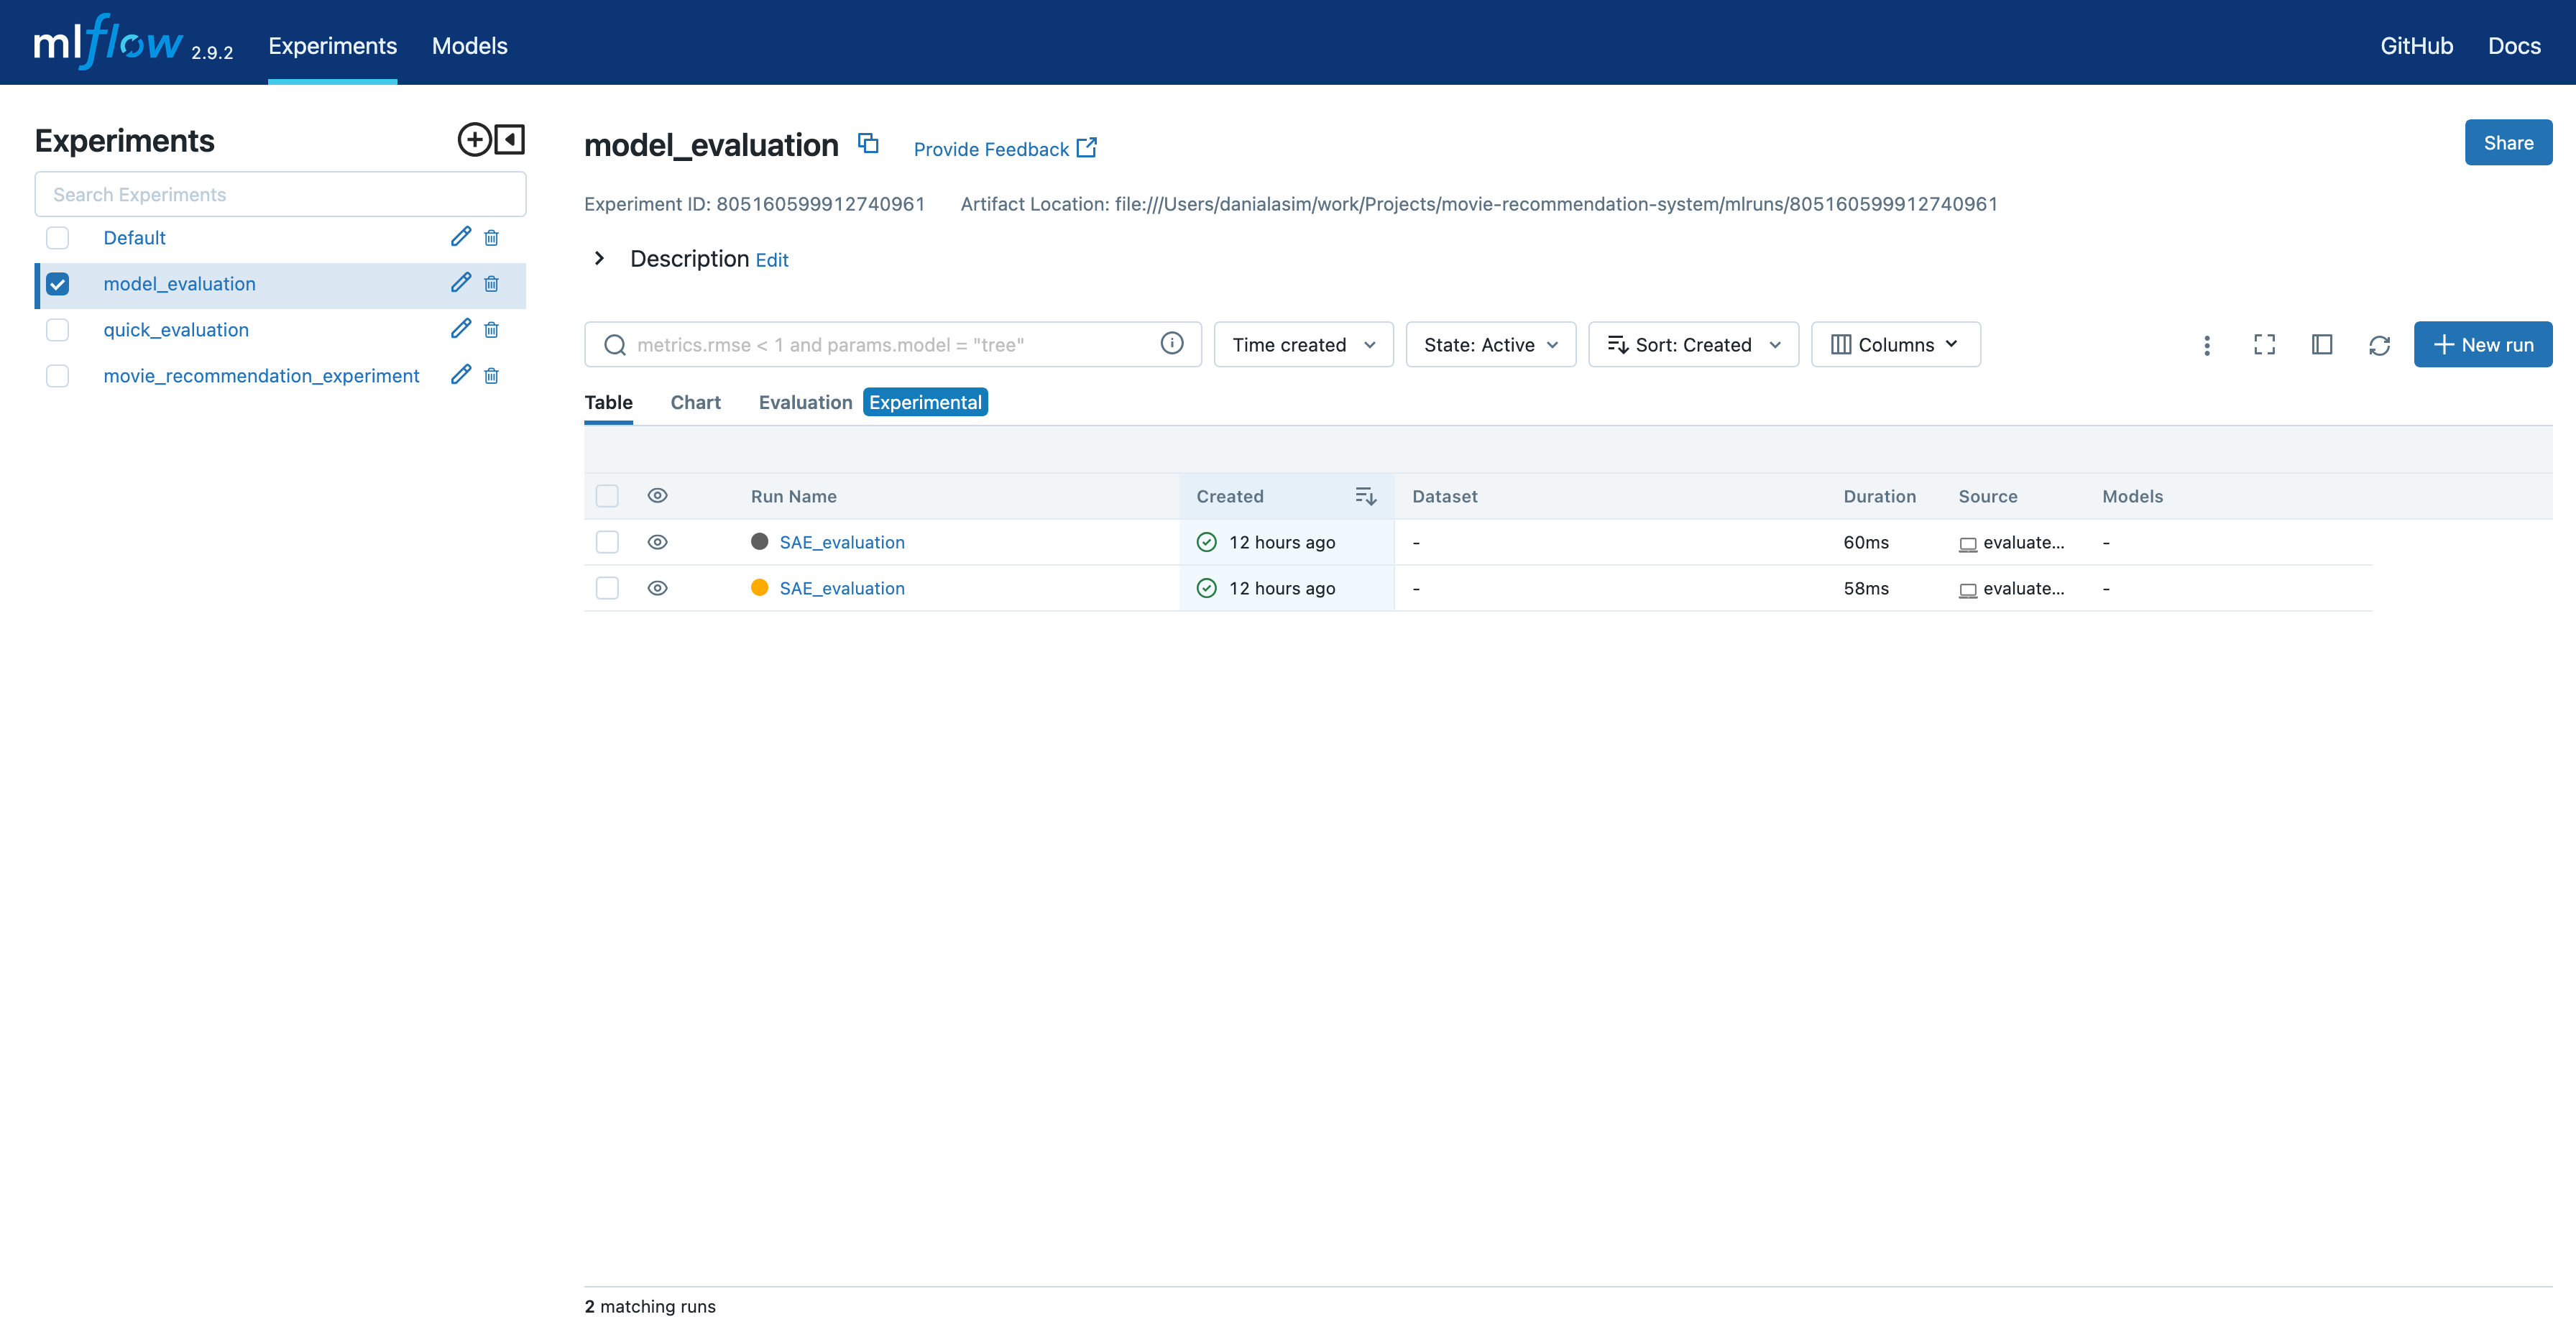 mlflow 2.9.2 Experiments Models GitHub Docs
Experiments
Search Experiments
Default
model_evaluation
quick_evaluation
movie_recommendation_experiment
model_evaluation Provide Feedback Share
Experiment ID: 805160599912740961 Artifact Location: file:///Users/danialasim/work/Projects/movie-recommendation-system/mlruns/805160599912740961
Description Edit
metrics.rmse < 1 and params.model = "tree" Time created State: Active Sort: Created Columns New run
Table Chart Evaluation Experimental
Run Name Created Dataset Duration Source Models
SAE_evaluation 12 hours ago - 60ms evaluate... -
SAE_evaluation 12 hours ago - 58ms evaluate... -
2 matching runs